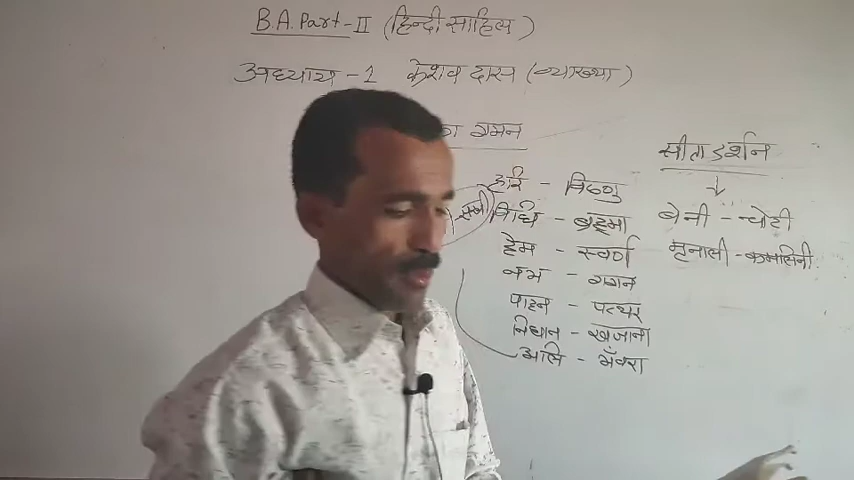 B.A. Part-II (हिन्दी साहित्य)
अध्याय -1 केशव दास (व्याख्या)
गमन
हरि - विष्णु
विधि - ब्रह्मा
हेम - स्वर्ण
नभ - गगन
पाहन - पत्थर
निधान - खजाना
अलि - भँवरा
सखी
सीता दर्शन
बेनी - चोटी
मृनाली - कमलिनी